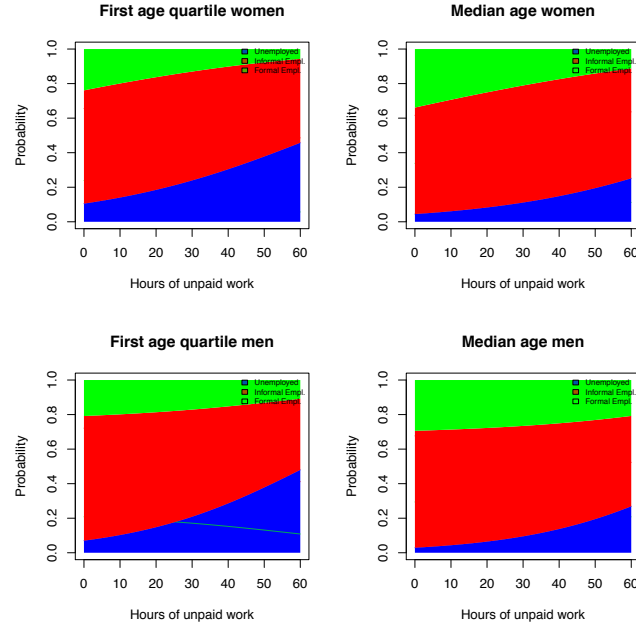 First age quartile women
Unemployed
Informal Empl.
Formal Empl.
Probability
0.0 0.2 0.4 0.6 0.8 1.0
0 10 20 30 40 50 60
Hours of unpaid work
Median age women
Unemployed
Informal Empl.
Formal Empl.
Probability
0.0 0.2 0.4 0.6 0.8 1.0
0 10 20 30 40 50 60
Hours of unpaid work
First age quartile men
Unemployed
Informal Empl.
Formal Empl.
Probability
0.0 0.2 0.4 0.6 0.8 1.0
0 10 20 30 40 50 60
Hours of unpaid work
Median age men
Unemployed
Informal Empl.
Formal Empl.
Probability
0.0 0.2 0.4 0.6 0.8 1.0
0 10 20 30 40 50 60
Hours of unpaid work